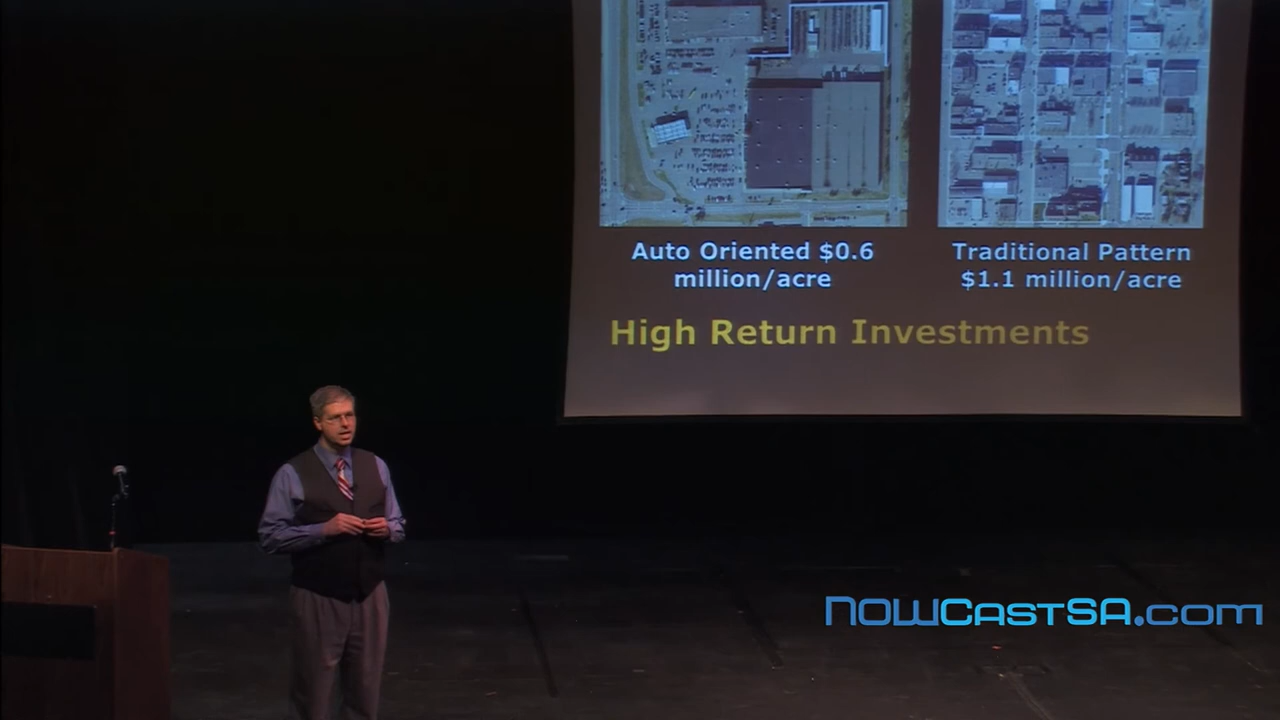 Auto Oriented $0.6
million/acre
Traditional Pattern
$1.1 million/acre
High Return Investments
NOWCastSA.com